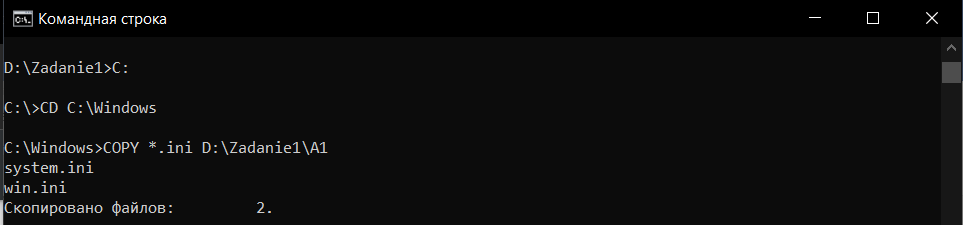 Командная строка
D:\Zadanie1>C:
C:\>CD C:\Windows
C:\Windows>COPY *.ini D:\Zadanie1\A1
system.ini
win.ini
Скопировано файлов:         2.